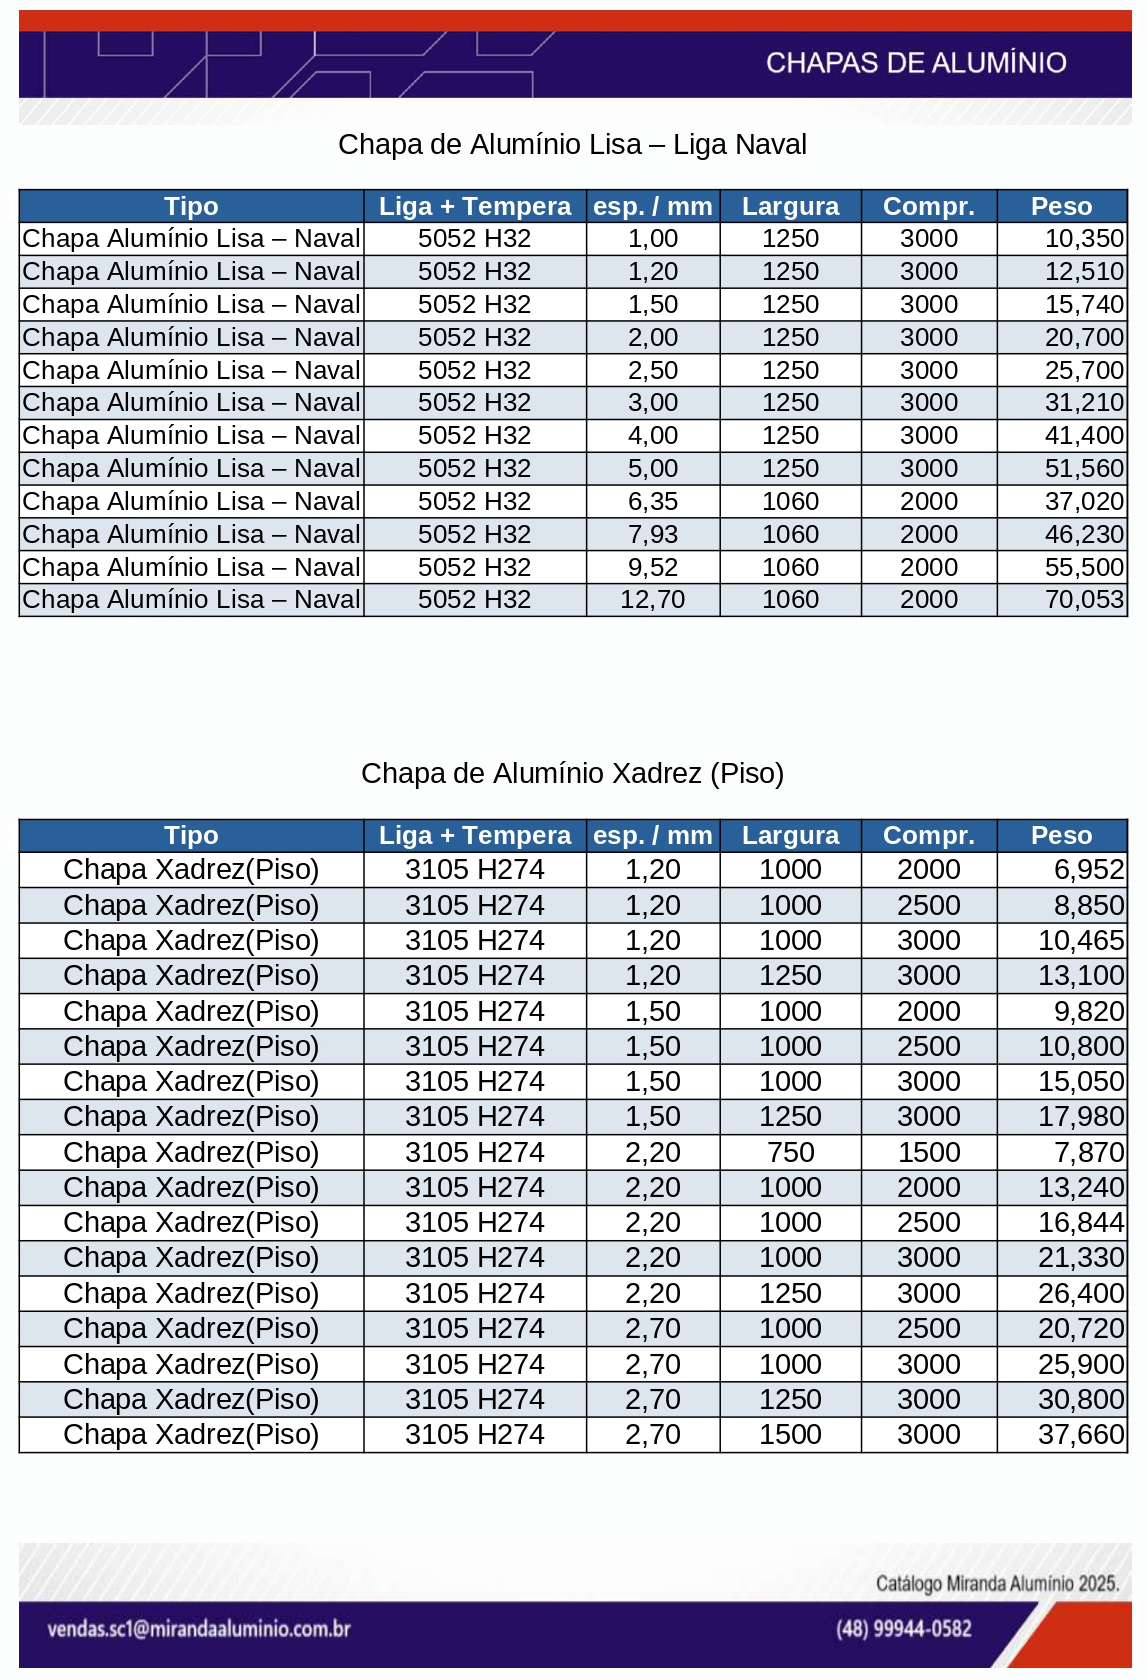 CHAPAS DE ALUMÍNIO
Chapa de Alumínio Lisa – Liga Naval
Tipo Liga + Tempera esp. / mm Largura Compr. Peso
Chapa Alumínio Lisa – Naval 5052 H32 1,00 1250 3000 10,350
Chapa Alumínio Lisa – Naval 5052 H32 1,20 1250 3000 12,510
Chapa Alumínio Lisa – Naval 5052 H32 1,50 1250 3000 15,740
Chapa Alumínio Lisa – Naval 5052 H32 2,00 1250 3000 20,700
Chapa Alumínio Lisa – Naval 5052 H32 2,50 1250 3000 25,700
Chapa Alumínio Lisa – Naval 5052 H32 3,00 1250 3000 31,210
Chapa Alumínio Lisa – Naval 5052 H32 4,00 1250 3000 41,400
Chapa Alumínio Lisa – Naval 5052 H32 5,00 1250 3000 51,560
Chapa Alumínio Lisa – Naval 5052 H32 6,35 1060 2000 37,020
Chapa Alumínio Lisa – Naval 5052 H32 7,93 1060 2000 46,230
Chapa Alumínio Lisa – Naval 5052 H32 9,52 1060 2000 55,500
Chapa Alumínio Lisa – Naval 5052 H32 12,70 1060 2000 70,053
Chapa de Alumínio Xadrez (Piso)
Tipo Liga + Tempera esp. / mm Largura Compr. Peso
Chapa Xadrez(Piso) 3105 H274 1,20 1000 2000 6,952
Chapa Xadrez(Piso) 3105 H274 1,20 1000 2500 8,850
Chapa Xadrez(Piso) 3105 H274 1,20 1000 3000 10,465
Chapa Xadrez(Piso) 3105 H274 1,20 1250 3000 13,100
Chapa Xadrez(Piso) 3105 H274 1,50 1000 2000 9,820
Chapa Xadrez(Piso) 3105 H274 1,50 1000 2500 10,800
Chapa Xadrez(Piso) 3105 H274 1,50 1000 3000 15,050
Chapa Xadrez(Piso) 3105 H274 1,50 1250 3000 17,980
Chapa Xadrez(Piso) 3105 H274 2,20 750 1500 7,870
Chapa Xadrez(Piso) 3105 H274 2,20 1000 2000 13,240
Chapa Xadrez(Piso) 3105 H274 2,20 1000 2500 16,844
Chapa Xadrez(Piso) 3105 H274 2,20 1000 3000 21,330
Chapa Xadrez(Piso) 3105 H274 2,20 1250 3000 26,400
Chapa Xadrez(Piso) 3105 H274 2,70 1000 2500 20,720
Chapa Xadrez(Piso) 3105 H274 2,70 1000 3000 25,900
Chapa Xadrez(Piso) 3105 H274 2,70 1250 3000 30,800
Chapa Xadrez(Piso) 3105 H274 2,70 1500 3000 37,660
Catálogo Miranda Alumínio 2025.
vendas.sc1@mirandaaluminio.com.br (48) 99944-0582